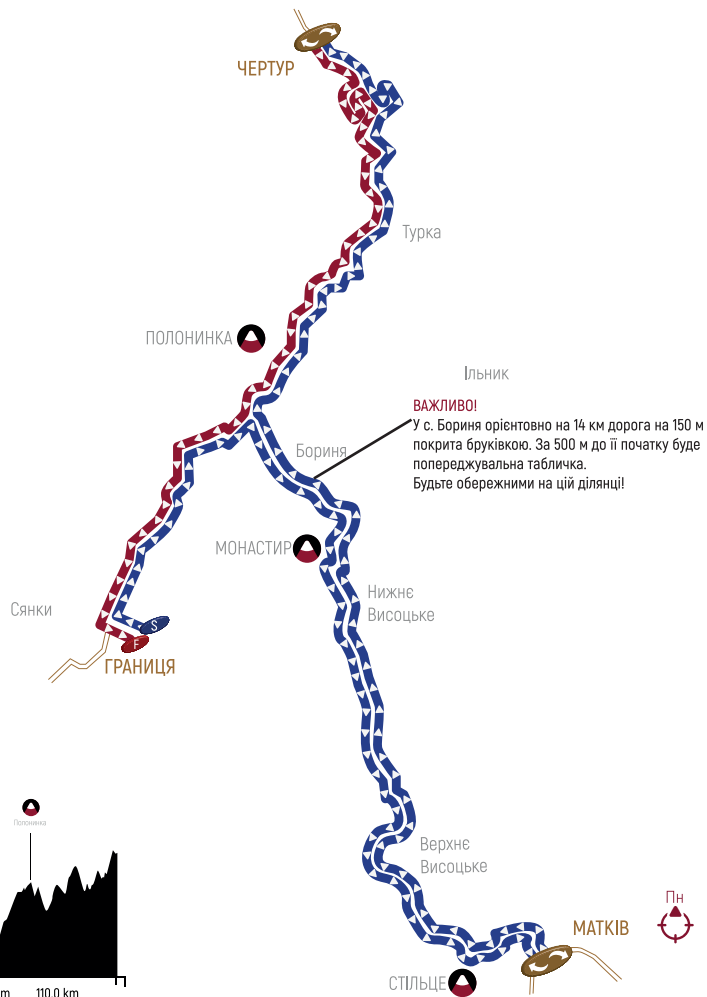 ЧЕРТУР
Турка
ПОЛОНИНКА
Ільник
ВАЖЛИВО!
У с. Бориня орієнтовно на 14 км дорога на 150 м
покрита бруківкою. За 500 м до її початку буде
попереджувальна табличка.
Будьте обережними на цій ділянці!
Бориня
МОНАСТИР
Нижнє
Висоцьке
Сянки
S
F
ГРАНИЦЯ
Полонинка
Верхнє
Висоцьке
Пн
МАТКІВ
СТІЛЬЦЕ
m 110.0 km